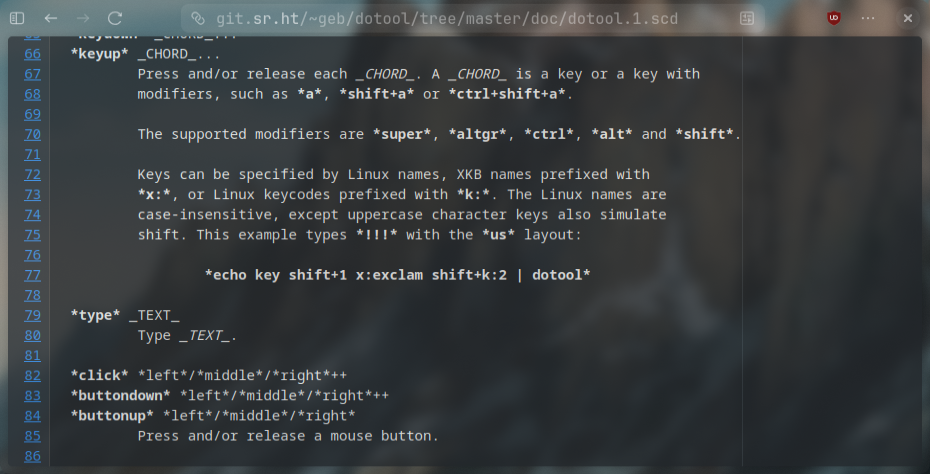 git.sr.ht/~geb/dotool/tree/master/doc/dotool.1.scd
65 *keydown* _CHORD_...
66 *keyup* _CHORD_...
67 Press and/or release each _CHORD_. A _CHORD_ is a key or a key with
68 modifiers, such as *a*, *shift+a* or *ctrl+shift+a*.
69
70 The supported modifiers are *super*, *altgr*, *ctrl*, *alt* and *shift*.
71
72 Keys can be specified by Linux names, XKB names prefixed with
73 *x:*, or Linux keycodes prefixed with *k:*. The Linux names are
74 case-insensitive, except uppercase character keys also simulate
75 shift. This example types *!!!* with the *us* layout:
76
77 *echo key shift+1 x:exclam shift+k:2 | dotool*
78
79 *type* _TEXT_
80 Type _TEXT_.
81
82 *click* *left*/*middle*/*right*++
83 *buttondown* *left*/*middle*/*right*++
84 *buttonup* *left*/*middle*/*right*
85 Press and/or release a mouse button.
86